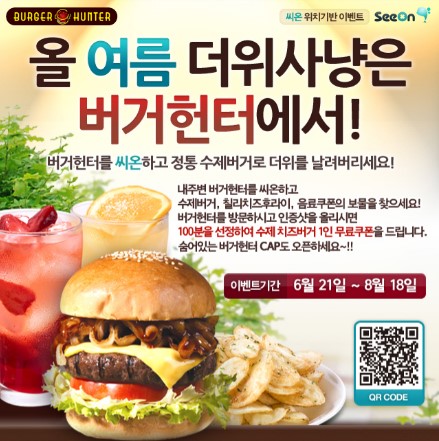 BURGER HUNTER
씨온 위치기반 이벤트 SeeOn
올 여름 더위사냥은
버거헌터에서!
버거헌터를 씨온하고 정통 수제버거로 더위를 날려버리세요!
내주변 버거헌터를 씨온하고
수제버거, 칠리치즈후라이, 음료쿠폰의 보물을 찾으세요!
버거헌터를 방문하시고 인증샷을 올리시면
100분을 선정하여 수제 치즈버거 1인 무료쿠폰을 드립니다.
숨어있는 버거헌터 CAP도 오픈하세요~!!
이벤트기간 6월 21일 ~ 8월 18일
QR CODE